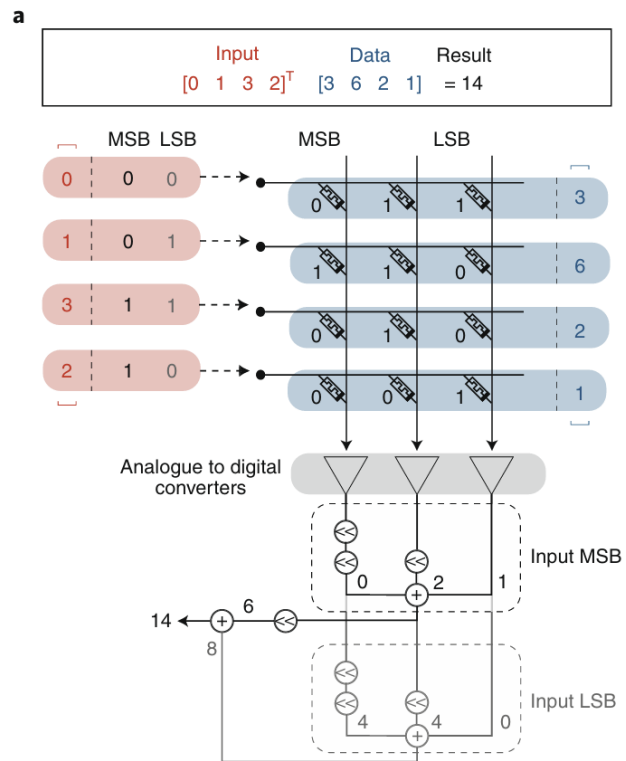 a
Input Data Result
[0 1 3 2]T [3 6 2 1] = 14
MSB LSB MSB LSB
0 0 0
0 1 1 3
1 0 1
1 1 0 6
3 1 1
0 1 0 2
2 1 0
0 0 1 1
Analogue to digital
converters
<< <<
<< Input MSB
0 2 1
+
14 + 6 <<
8
<<
<< << Input LSB
4 4 0
+